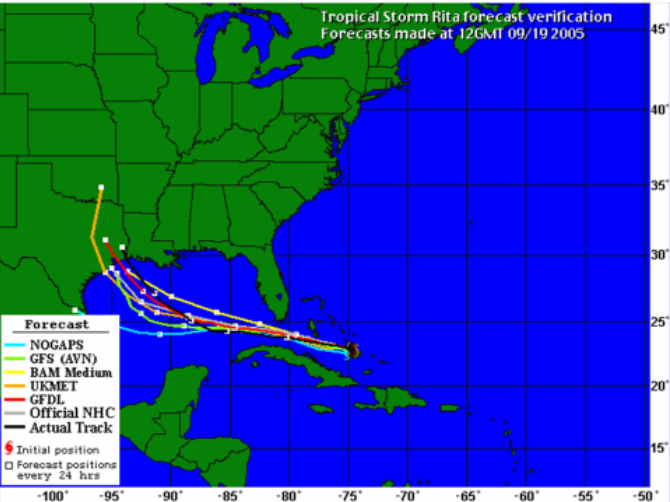 Tropical Storm Rita forecast verification
Forecasts made at 12GMT 09/19 2005
45°
40°
35°
30°
25°
20°
15°
Forecast
NOGAPS
GFS (AVN)
BAM Medium
UKMET
GFDL
Official NHC
Actual Track
Initial position
Forecast positions
every 24 hrs
-100° -95° -90° -85° -80° -75° -70° -65° -60° -55° -50°